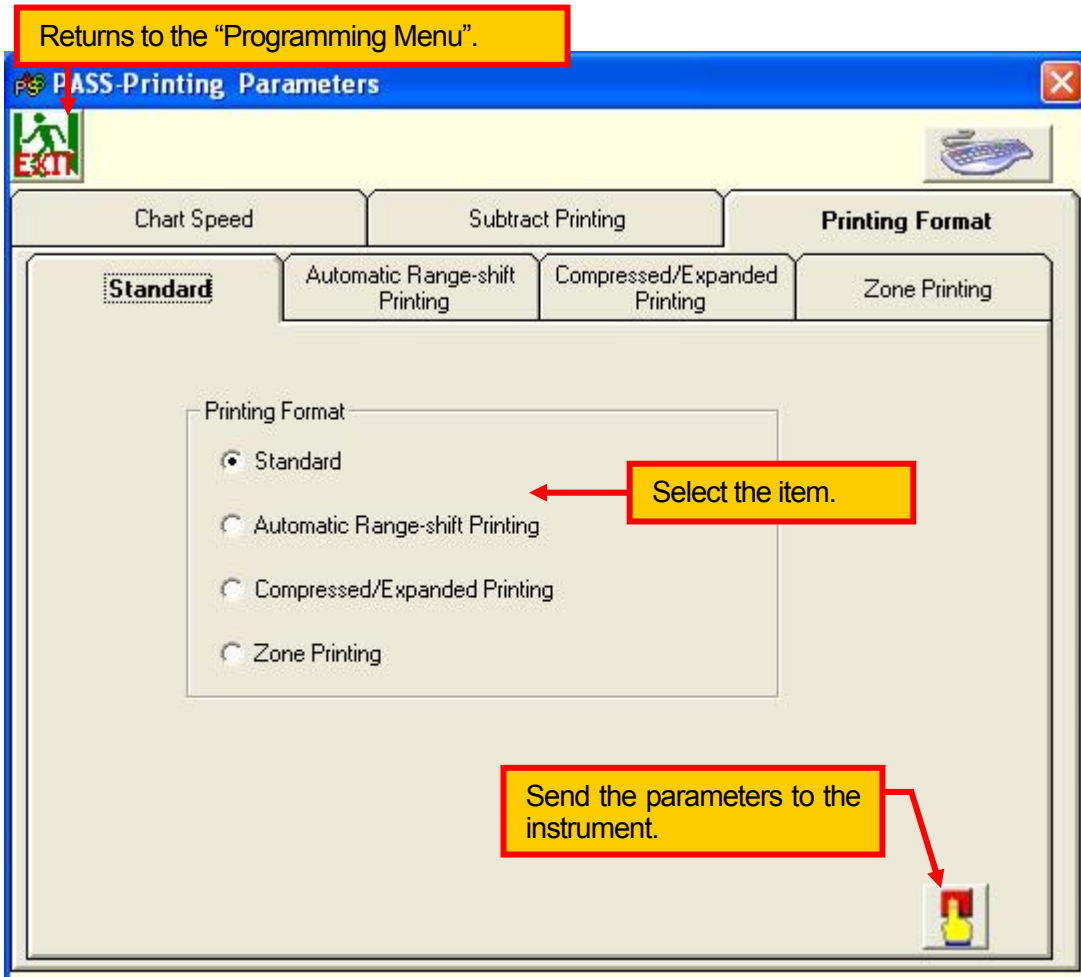 Returns to the “Programming Menu”.
PASS-Printing Parameters
EXIT
Chart Speed
Subtract Printing
Printing Format
Standard
Automatic Range-shift
Printing
Compressed/Expanded
Printing
Zone Printing
Printing Format
Standard
Select the item.
Automatic Range-shift Printing
Compressed/Expanded Printing
Zone Printing
Send the parameters to the
instrument.